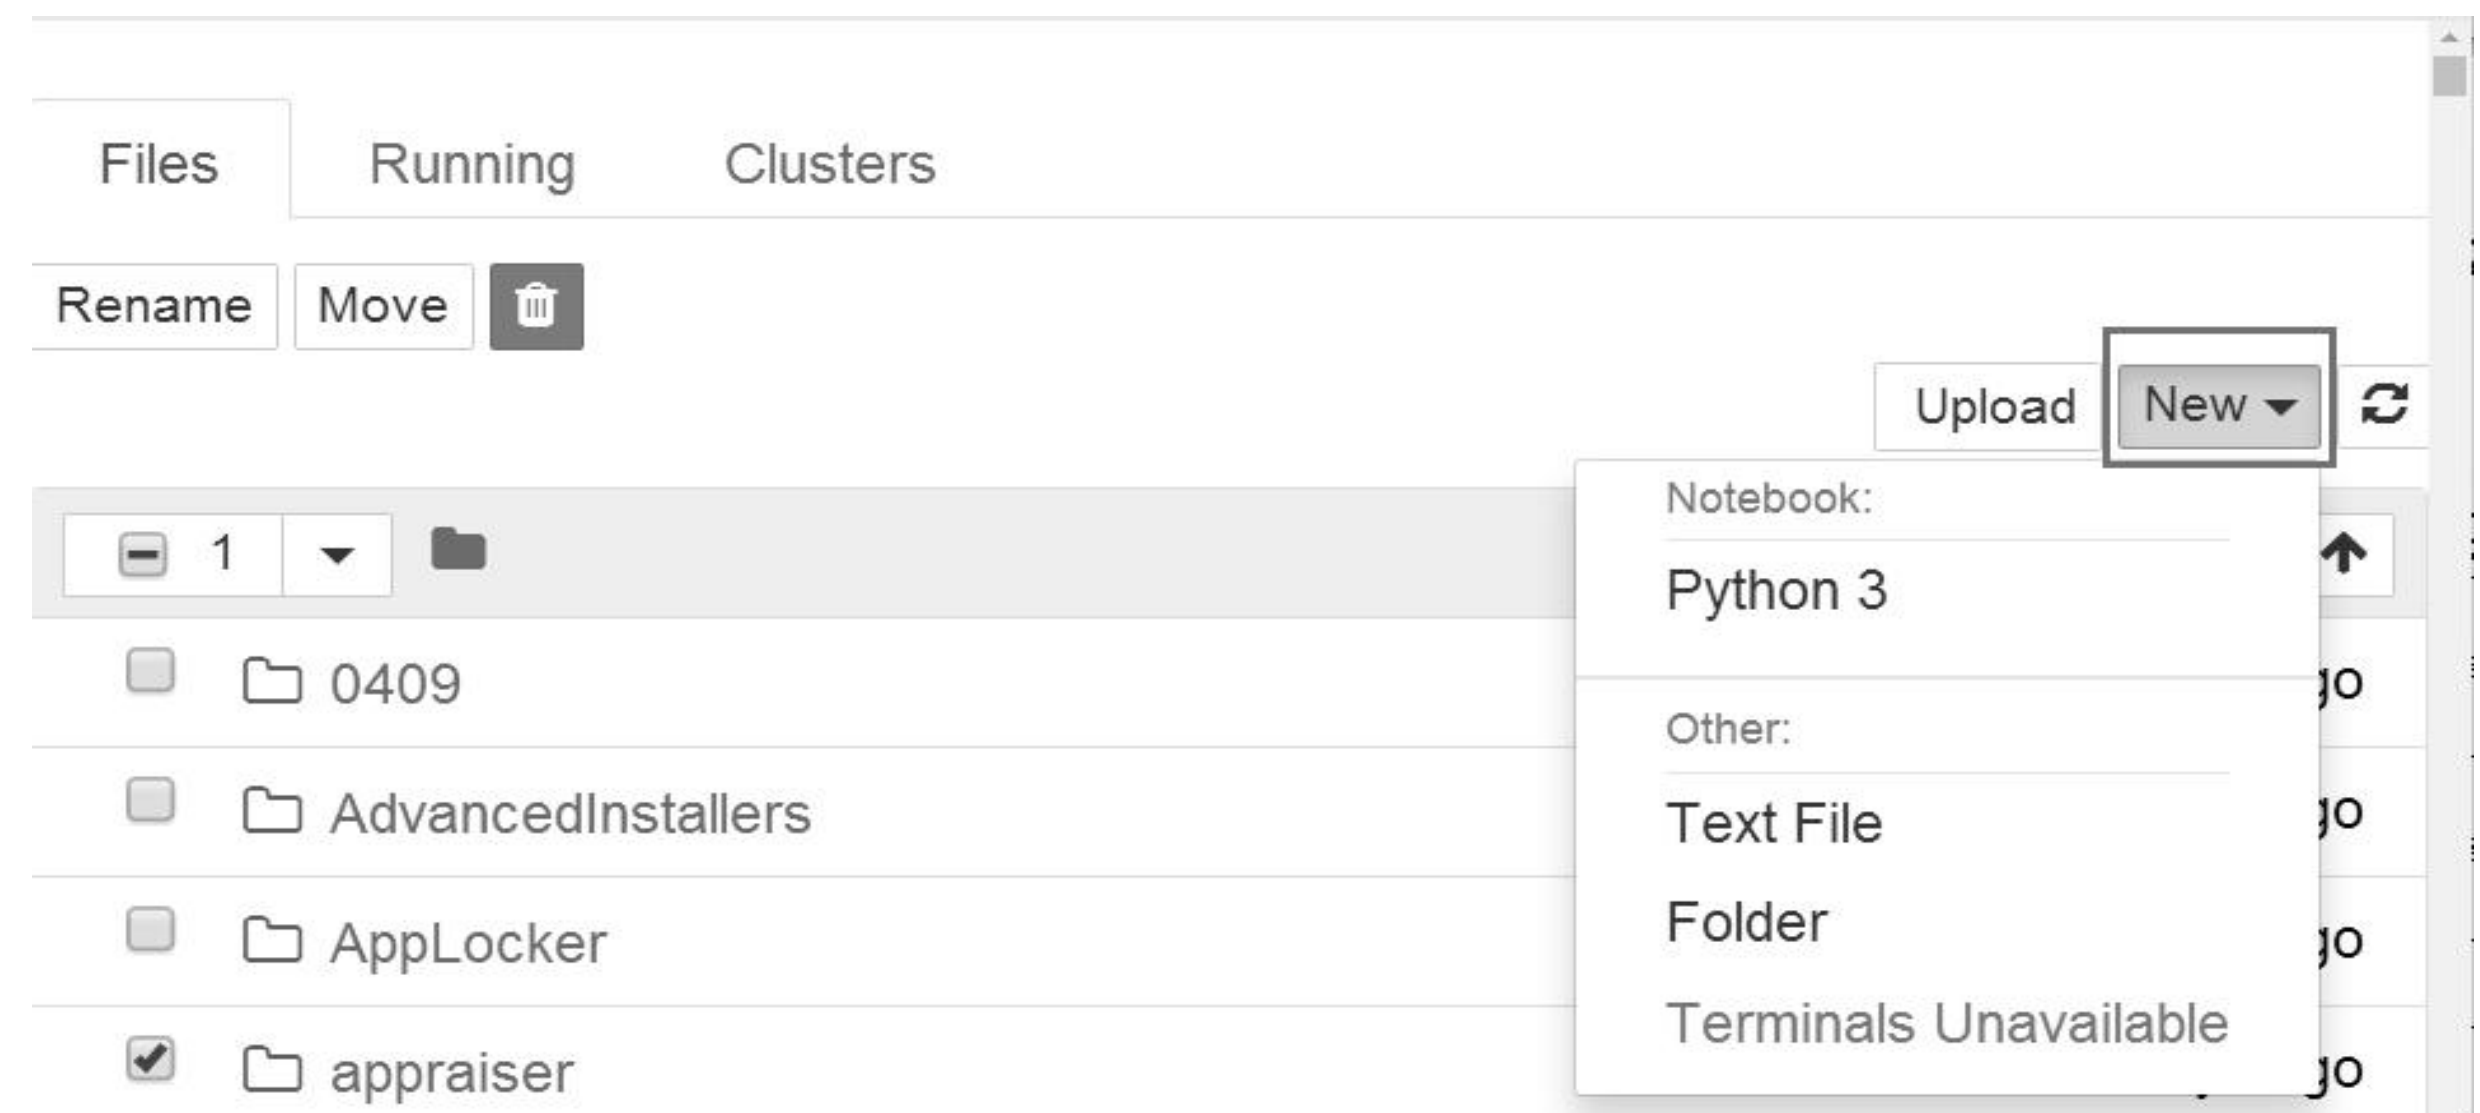 Files Running Clusters
Rename Move
Upload New
Notebook:
1
Python 3
0409
Other:
AdvancedInstallers
Text File
AppLocker
Folder
Terminals Unavailable
appraiser